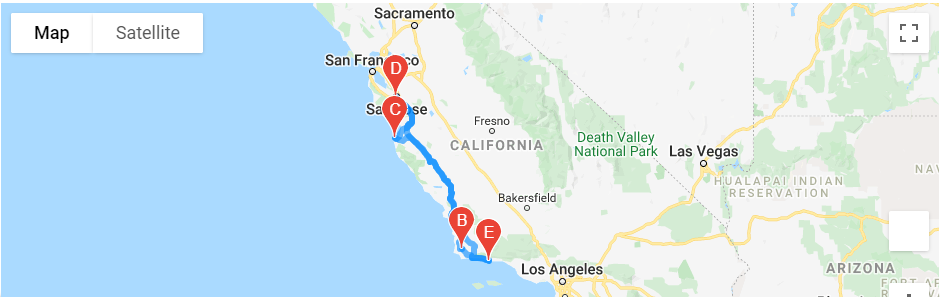 Map
Satellite
Sacramento
San Francisco
D
San Jose
C
Fresno
CALIFORNIA
Death Valley
National Park
Las Vegas
HUALAPAI INDIAN
RESERVATION
NAV
Bakersfield
B
E
Los Angeles
ARIZONA